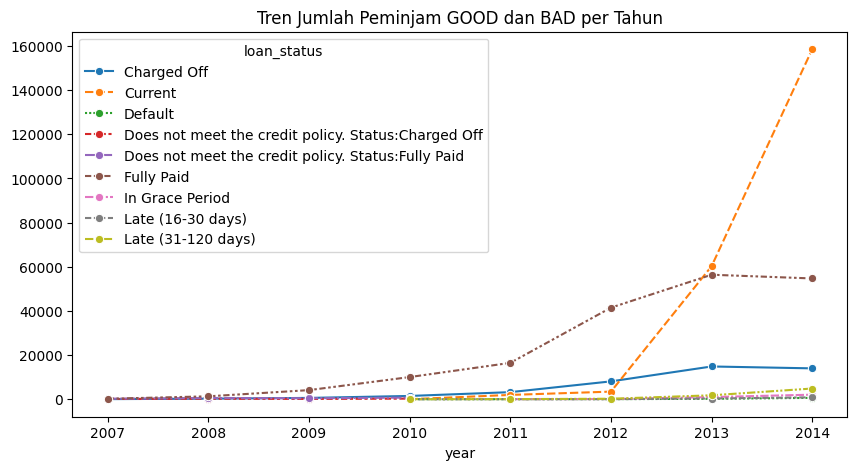 Tren Jumlah Peminjam GOOD dan BAD per Tahun
loan_status
Charged Off
Current
Default
Does not meet the credit policy. Status:Charged Off
Does not meet the credit policy. Status:Fully Paid
Fully Paid
In Grace Period
Late (16-30 days)
Late (31-120 days)
160000
140000
120000
100000
80000
60000
40000
20000
0
2007 2008 2009 2010 2011 2012 2013 2014
year